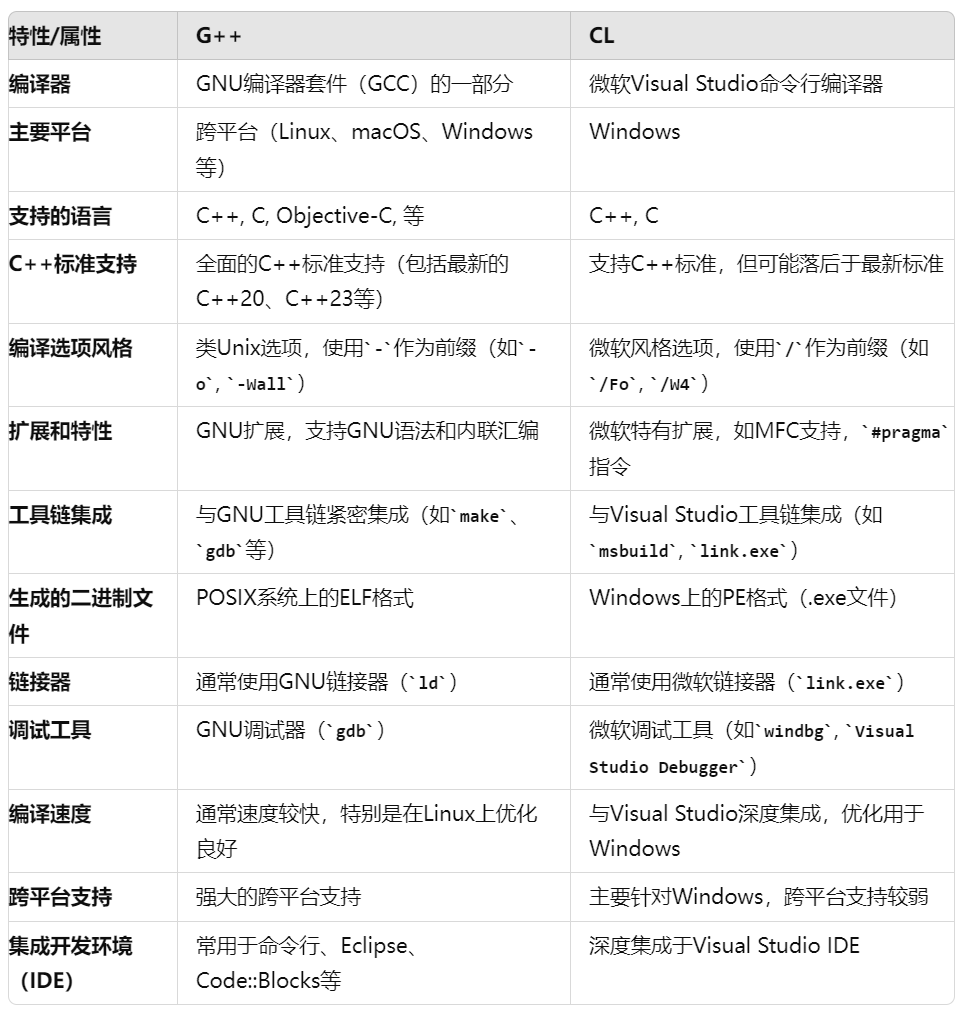 特性/属性 G++ CL
编译器 GNU编译器套件（GCC）的一部分 微软Visual Studio命令行编译器
主要平台 跨平台（Linux、macOS、Windows Windows
等）
支持的语言 C++, C, Objective-C, 等 C++, C
C++标准支持 全面的C++标准支持（包括最新的 支持C++标准，但可能落后于最新标准
C++20、C++23等）
编译选项风格 类Unix选项，使用`-`作为前缀（如`- 微软风格选项，使用`/`作为前缀（如
o`, `-Wall`） `/Fo`, `/W4`）
扩展和特性 GNU扩展，支持GNU语法和内联汇编 微软特有扩展，如MFC支持，`#pragma`
指令
工具链集成 与GNU工具链紧密集成（如`make`、 与Visual Studio工具链集成（如
`gdb`等） `msbuild`, `link.exe`）
生成的二进制文 POSIX系统上的ELF格式 Windows上的PE格式（.exe文件）
件
链接器 通常使用GNU链接器（`ld`） 通常使用微软链接器（`link.exe`）
调试工具 GNU调试器（`gdb`） 微软调试工具（如`windbg`, `Visual
Studio Debugger`）
编译速度 通常速度较快，特别是在Linux上优化 与Visual Studio深度集成，优化用于
良好 Windows
跨平台支持 强大的跨平台支持 主要针对Windows，跨平台支持较弱
集成开发环境 常用于命令行、Eclipse、 深度集成于Visual Studio IDE
（IDE） Code::Blocks等